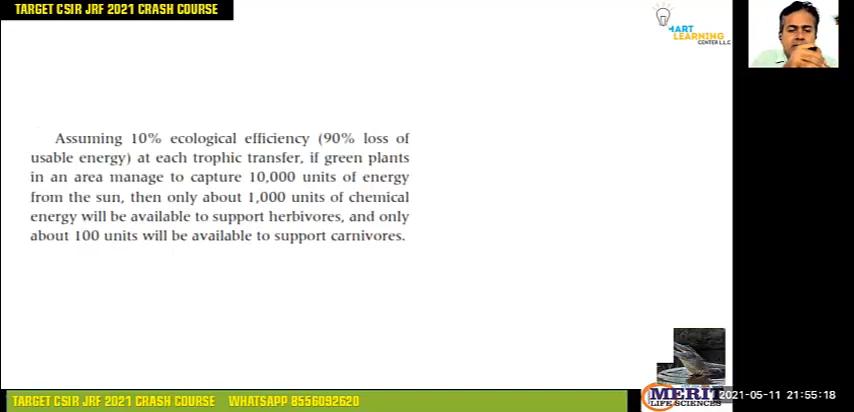 TARGET CSIR JRF 2021 CRASH COURSE
LEARNING
CENTER L.L.C
Assuming 10% ecological efficiency (90% loss of
usable energy) at each trophic transfer, if green plants
in an area manage to capture 10,000 units of energy
from the sun, then only about 1,000 units of chemical
energy will be available to support herbivores, and only
about 100 units will be available to support carnivores.
TARGET CSIR JRF 2021 CRASH COURSE WHATSAPP 8556092620
MERIT
LIFE SCIENCES
2021-05-11 21:55:18